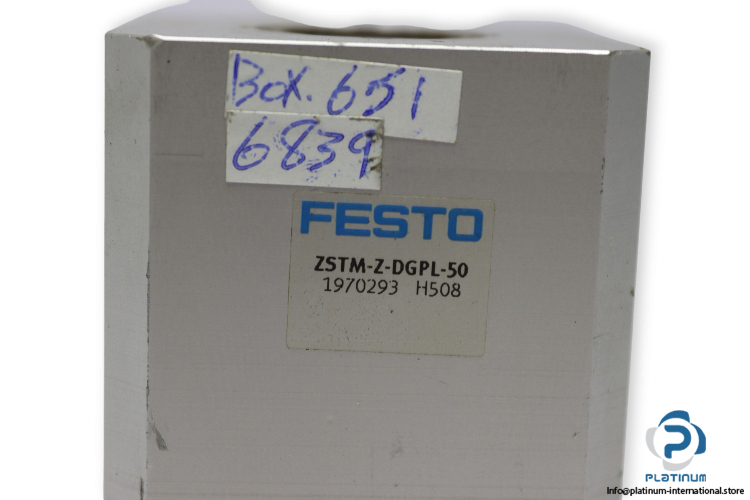 Box. 651
6839
FESTO
ZSTM-Z-DGPL-50
1970293 H508
PLATINUM
Info@platinum-international.store